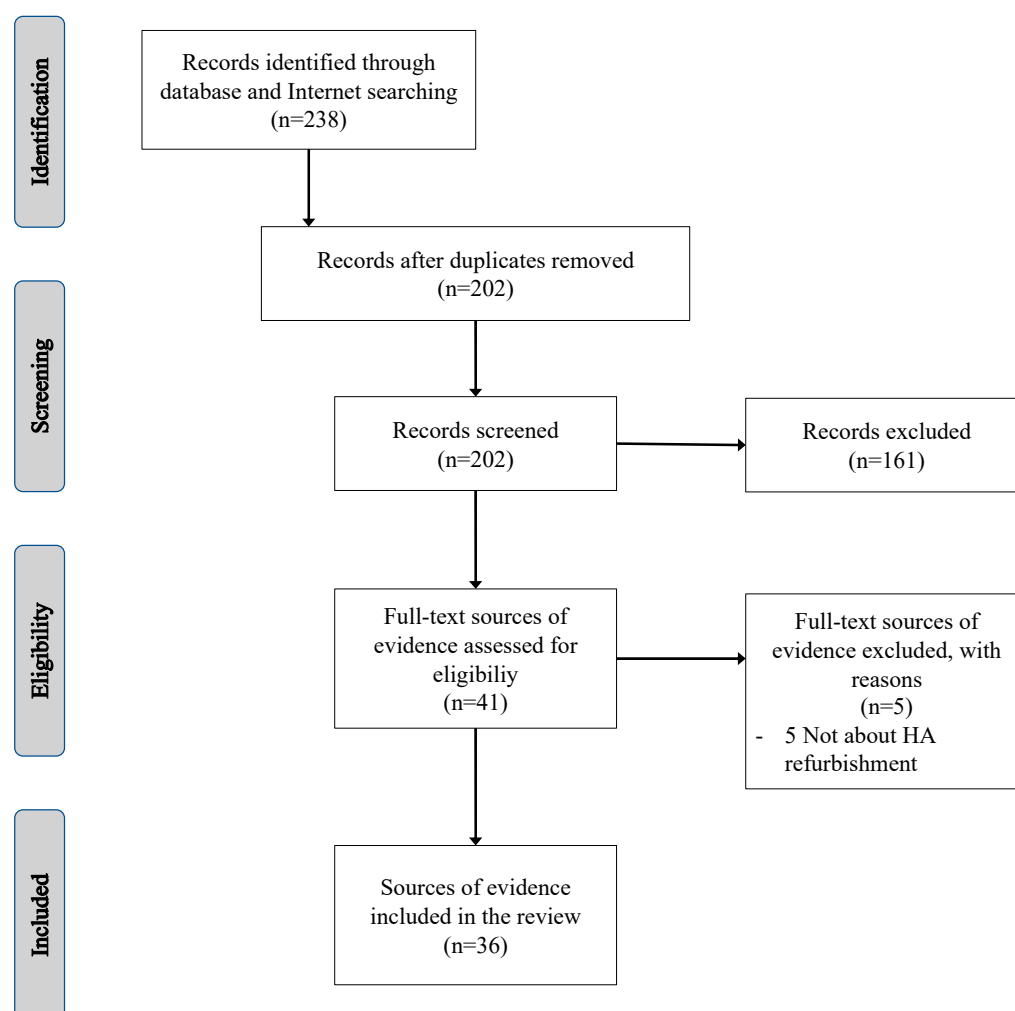 Identification
Records identified through
database and Internet searching
(n=238)
Records after duplicates removed
(n=202)
Screening
Records screened
(n=202)
Records excluded
(n=161)
Eligibility
Full-text sources of
evidence assessed for
eligibiliy
(n=41)
Full-text sources of
evidence excluded, with
reasons
(n=5)
- 5 Not about HA
refurbishment
Included
Sources of evidence
included in the review
(n=36)